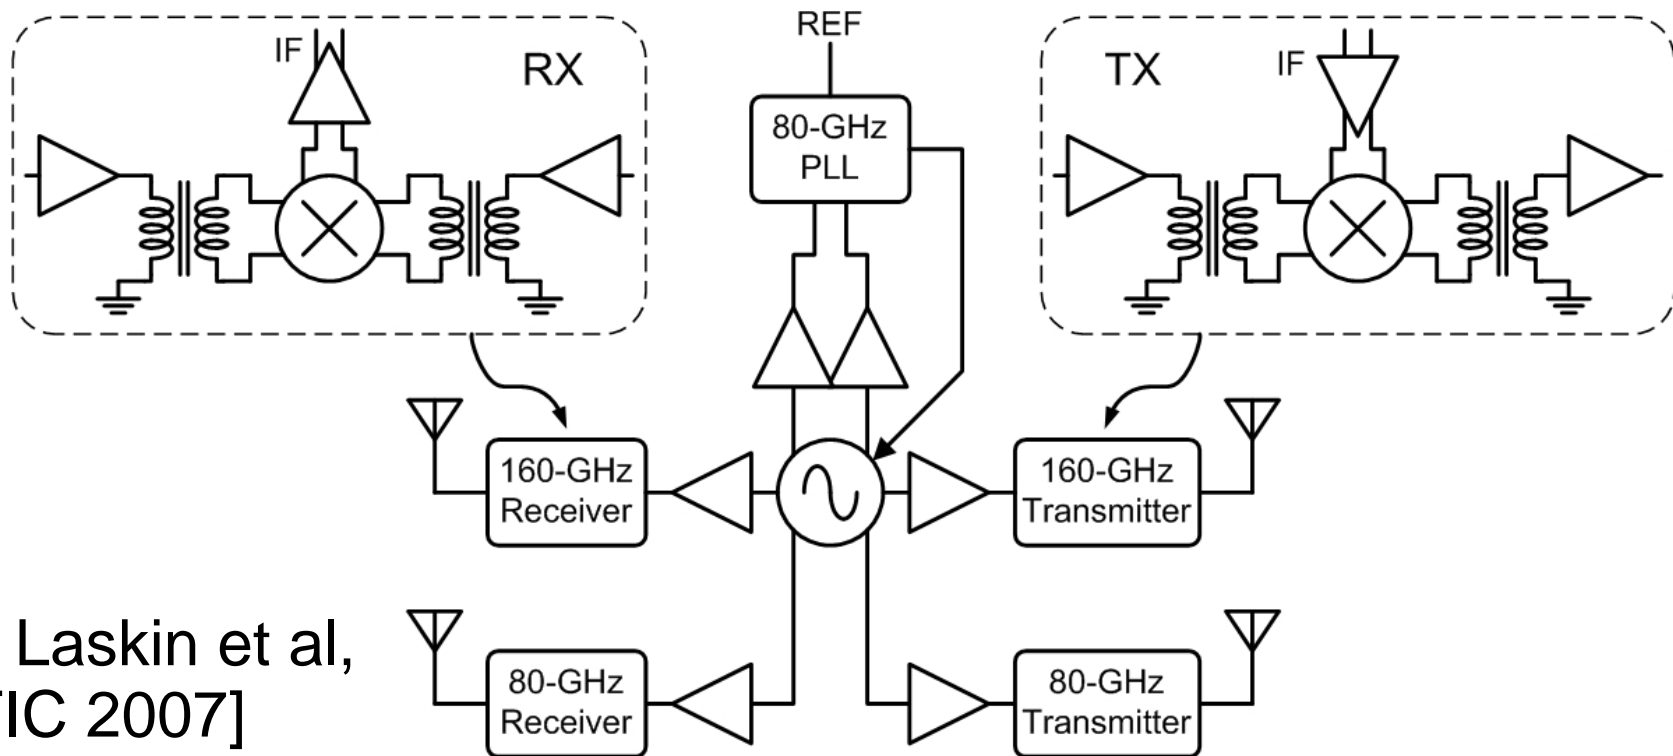 IF
RX
REF
TX
IF
80-GHz
PLL
160-GHz
Receiver
160-GHz
Transmitter
80-GHz
Receiver
80-GHz
Transmitter
Laskin et al,
IC 2007]